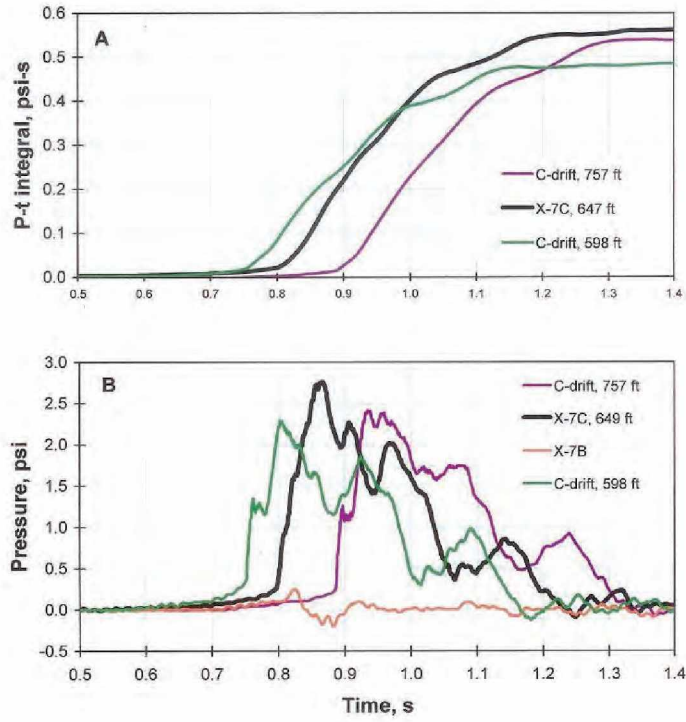 A
P-t integral, psi-s
0.6
0.5
0.4
0.3
0.2
0.1
0.0
C-drift, 757 ft
X-7C, 647 ft
C-drift, 598 ft
0.5 0.6 0.7 0.8 0.9 1.0 1.1 1.2 1.3 1.4
B
Pressure, psi
3.0
2.5
2.0
1.5
1.0
0.5
0.0
-0.5
C-drift, 757 ft
X-7C, 649 ft
X-7B
C-drift, 598 ft
0.5 0.6 0.7 0.8 0.9 1.0 1.1 1.2 1.3 1.4
Time, s